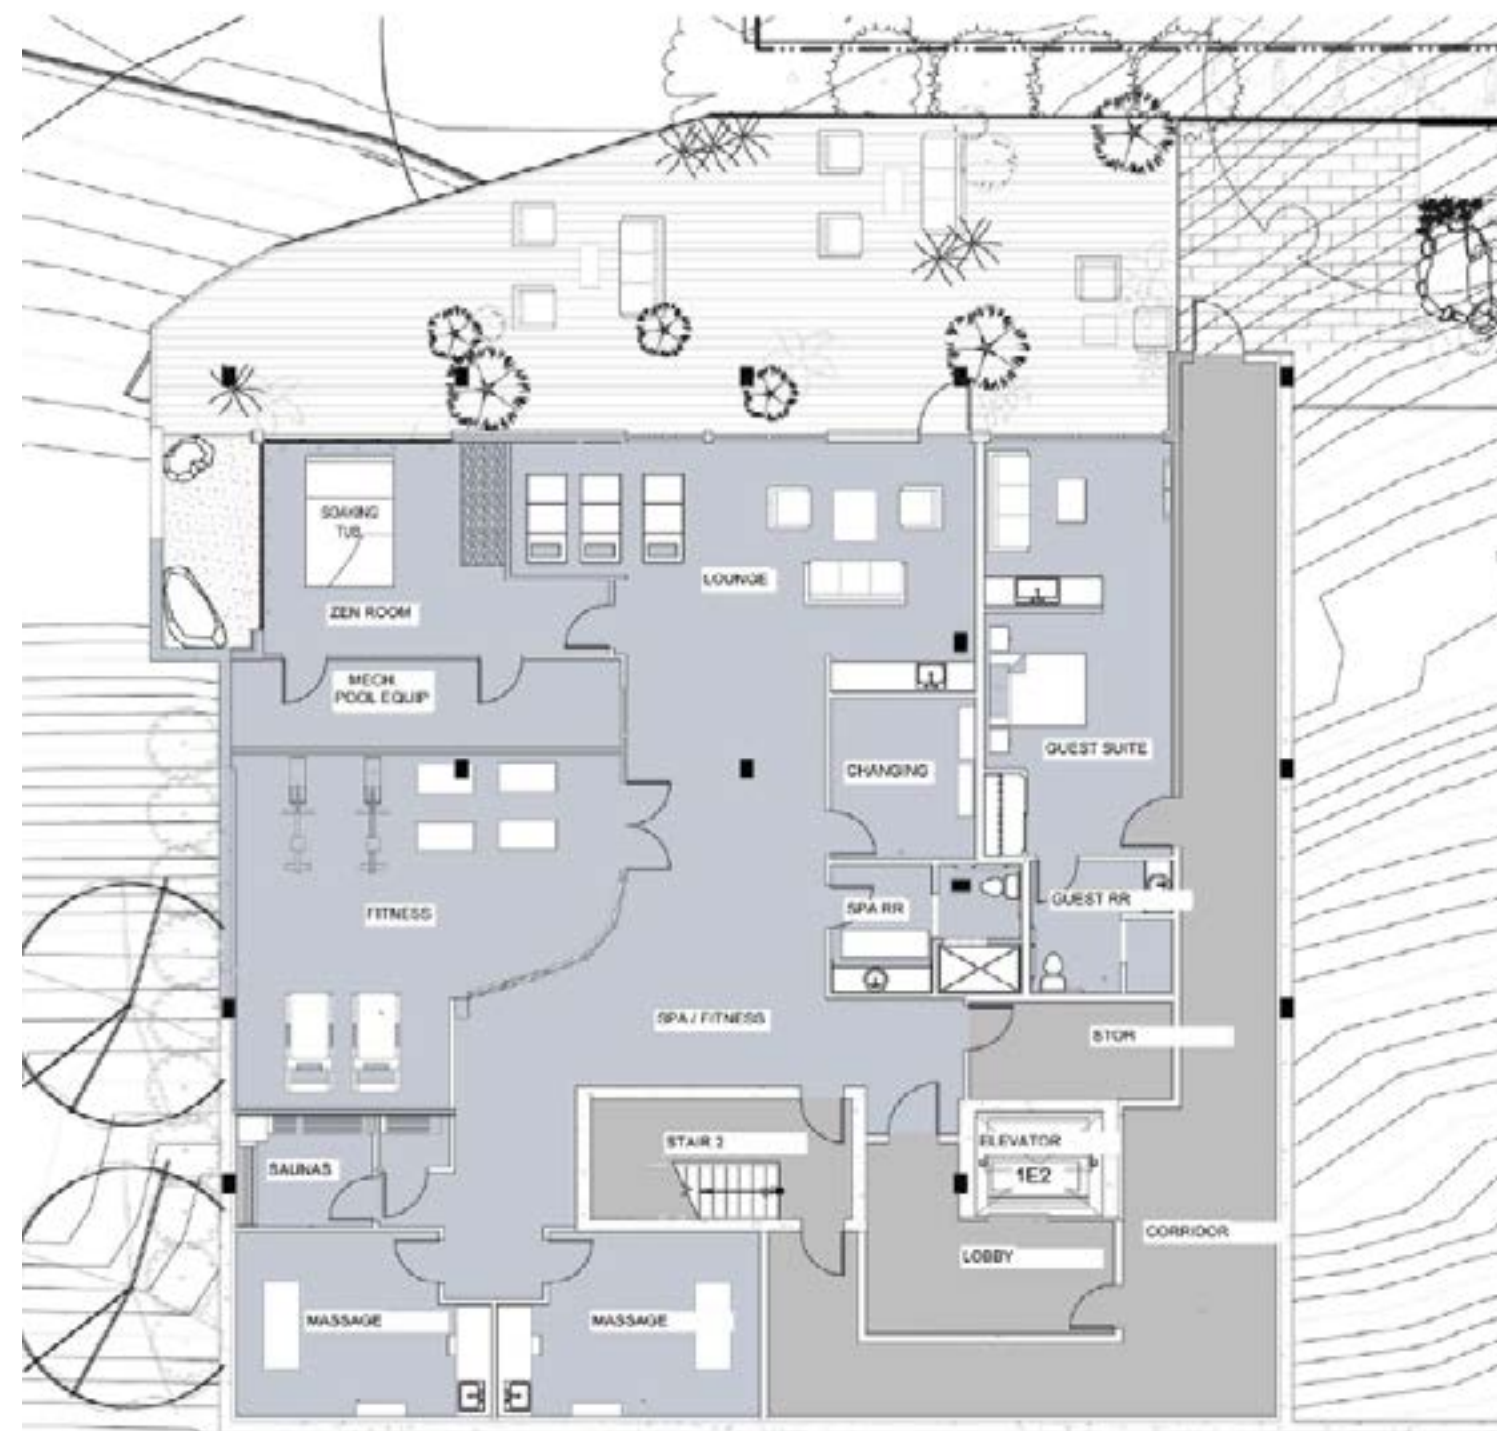 SOAKING
TUB
ZEN ROOM
LOUNGE
MECH
POOL EQUIP
GUEST SUITE
CHANGING
FITNESS
SPA RR
GUEST RR
SPA / FITNESS
STOR
STAIR 2
ELEVATOR
1E2
SAUNAS
CORRIDOR
LOBBY
MASSAGE
MASSAGE